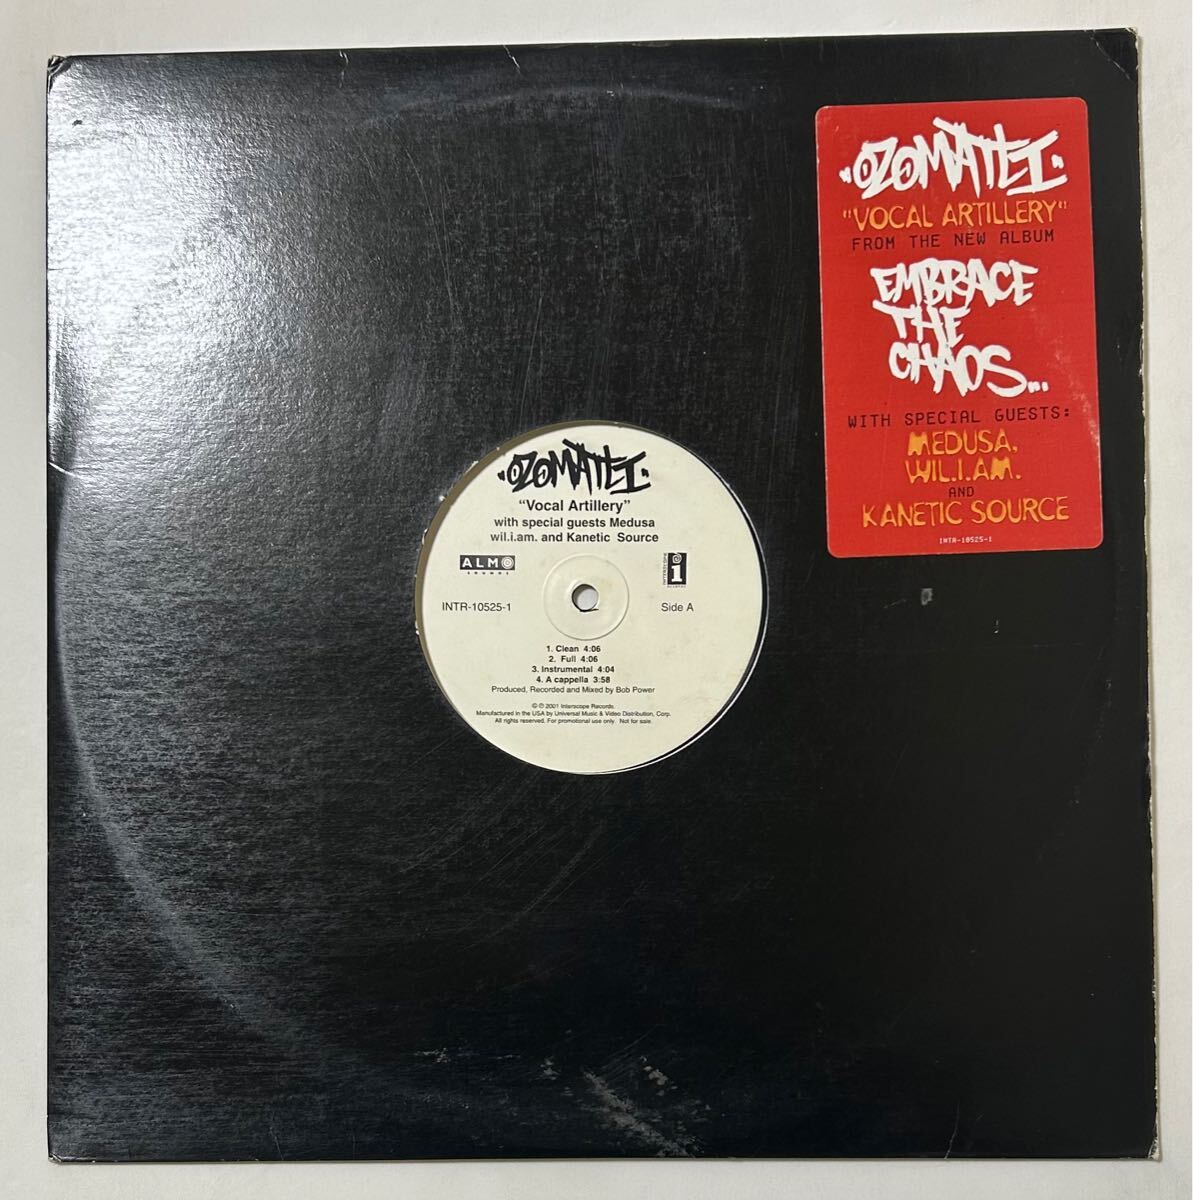 "OZOMATLI"
"VOCAL ARTILLERY"
FROM THE NEW ALBUM
EMBRACE
THE
CHAOS...
WITH SPECIAL GUESTS:
MEDUSA,
WIL.I.AM.
AND
KANETIC SOURCE
INTR-10525-1
"OZOMATLI"
“Vocal Artillery”
with special guests Medusa
wil.i.am. and Kanetic Source
ALMO
SOUNDS
INTERSCOPE
RECORDS
INTR-10525-1
Side A
1. Clean 4:06
2. Full 4:06
3. Instrumental 4:04
4. A cappella 3:58
Produced, Recorded and Mixed by Bob Power
© ℗ 2001 Interscope Records.
Manufactured in the USA by Universal Music & Video Distribution, Corp.
All rights reserved. For promotional use only. Not for sale.